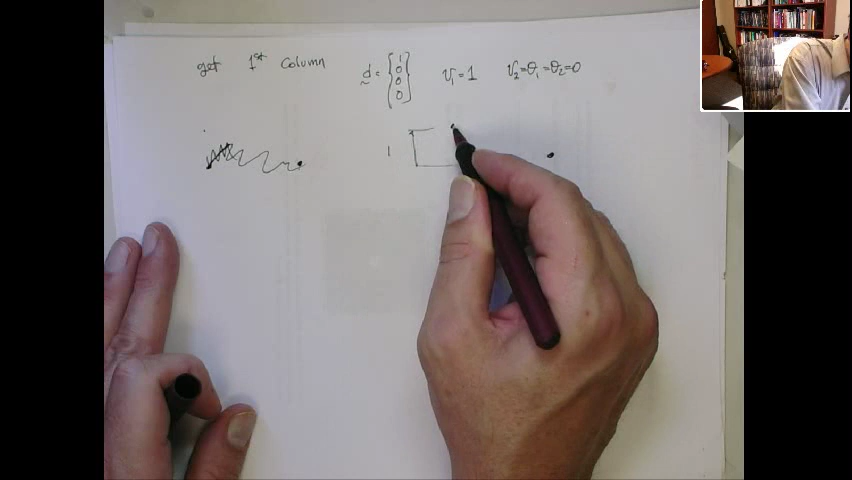 get 1st Column d = {1 0 0 0} v₁ = 1 v₂=θ₁=θ₂=0
1